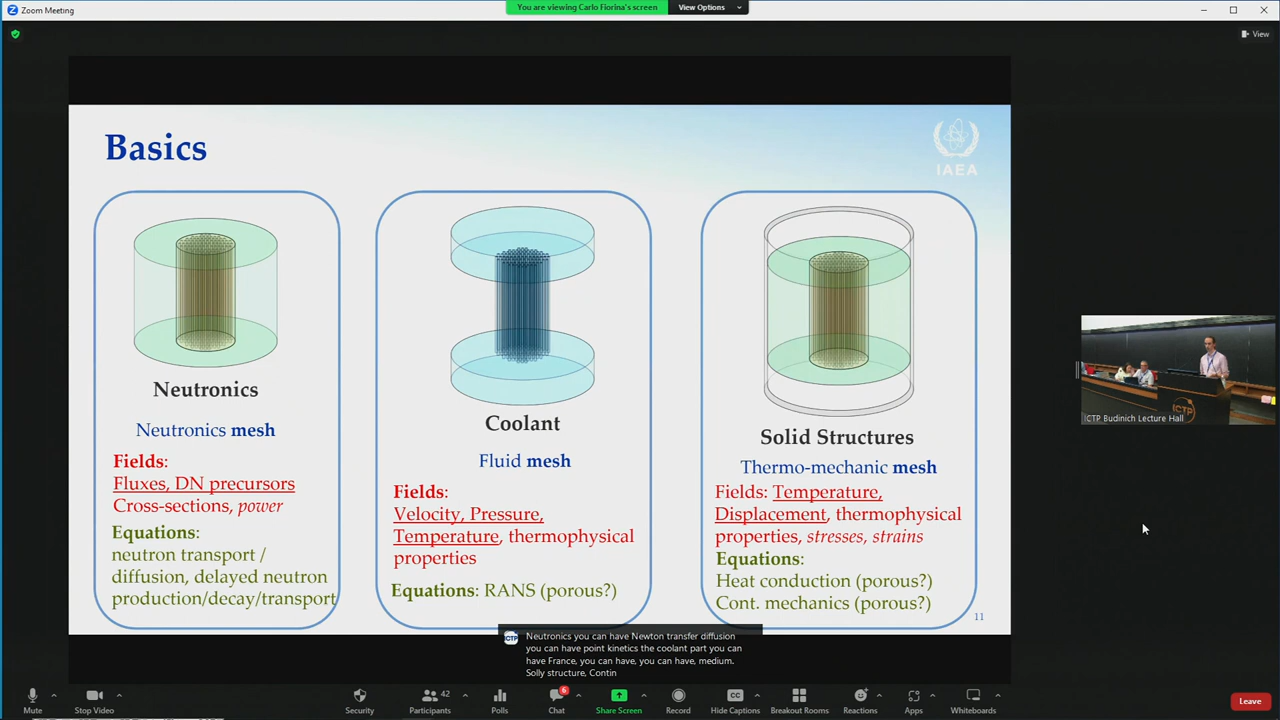 Zoom Meeting
You are viewing Carlo Fiorina's screen
View Options
View
Basics
IAEA
Neutronics
Neutronics mesh
Fields:
Fluxes, DN precursors
Cross-sections, power
Equations:
neutron transport /
diffusion, delayed neutron
production/decay/transport
Coolant
Fluid mesh
Fields:
Velocity, Pressure,
Temperature, thermophysical
properties
Equations: RANS (porous?)
Solid Structures
Thermo-mechanic mesh
Fields: Temperature,
Displacement, thermophysical
properties, stresses, strains
Equations:
Heat conduction (porous?)
Cont. mechanics (porous?)
11
ICTP
ICTP Budinich Lecture Hall
ICTP
Neutronics you can have Newton transfer diffusion
you can have point kinetics the coolant part you can
have France, you can have, you can have, medium.
Solly structure, Contin
Mute
Stop Video
Security
42
Participants
Polls
6
Chat
Share Screen
Record
CC
Hide Captions
Breakout Rooms
Reactions
Apps
Whiteboards
Leave